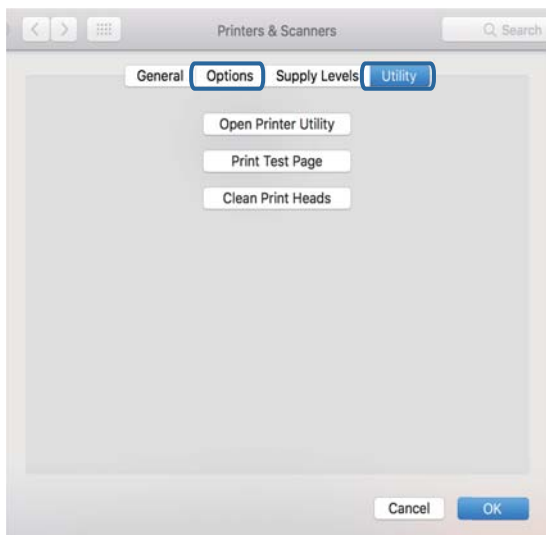 Printers & Scanners Search
General Options Supply Levels Utility
Open Printer Utility
Print Test Page
Clean Print Heads
Cancel OK